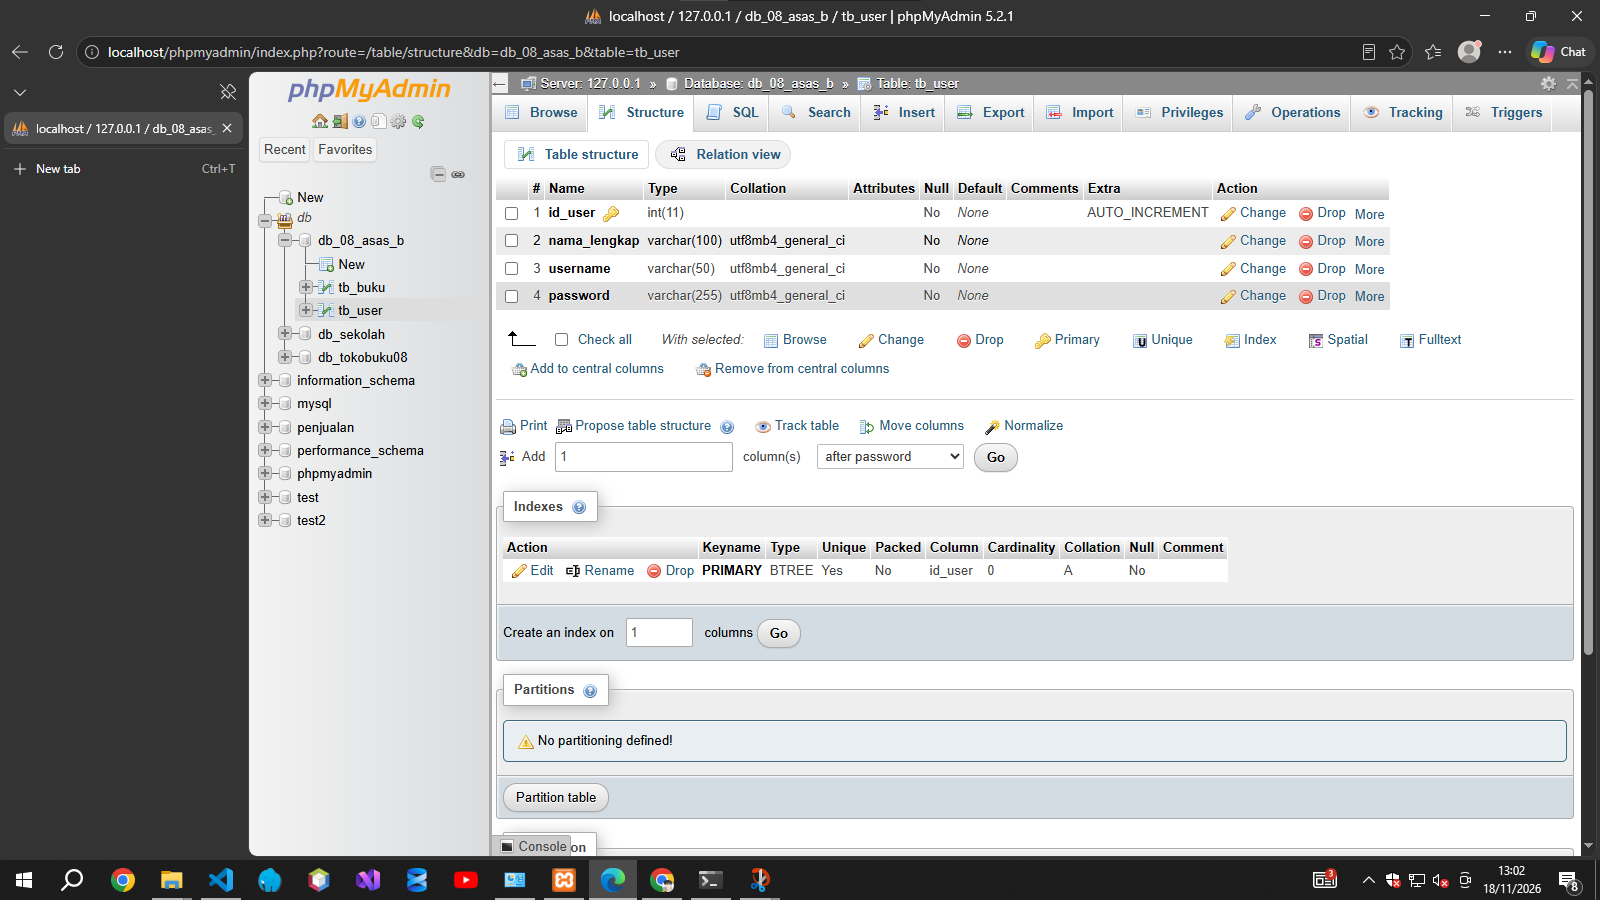 localhost / 127.0.0.1 / db_08_asas_b / tb_user | phpMyAdmin 5.2.1
localhost/phpmyadmin/index.php?route=/table/structure&db=db_08_asas_b&table=tb_user
Chat
localhost / 127.0.0.1 / db_08_asas_
New tab Ctrl+T
phpMyAdmin
Recent Favorites
New
db
db_08_asas_b
New
tb_buku
tb_user
db_sekolah
db_tokobuku08
information_schema
mysql
penjualan
performance_schema
phpmyadmin
test
test2
Server: 127.0.0.1 » Database: db_08_asas_b » Table: tb_user
Browse Structure SQL Search Insert Export Import Privileges Operations Tracking Triggers
Table structure Relation view
# Name Type Collation Attributes Null Default Comments Extra Action
1 id_user int(11) No None AUTO_INCREMENT Change Drop More
2 nama_lengkap varchar(100) utf8mb4_general_ci No None Change Drop More
3 username varchar(50) utf8mb4_general_ci No None Change Drop More
4 password varchar(255) utf8mb4_general_ci No None Change Drop More
Check all With selected: Browse Change Drop Primary Unique Index Spatial Fulltext
Add to central columns Remove from central columns
Print Propose table structure Track table Move columns Normalize
Add 1 column(s) after password Go
Indexes
Action Keyname Type Unique Packed Column Cardinality Collation Null Comment
Edit Rename Drop PRIMARY BTREE Yes No id_user 0 A No
Create an index on 1 columns Go
Partitions
No partitioning defined!
Partition table
Console on
3
13:02
18/11/2026
8